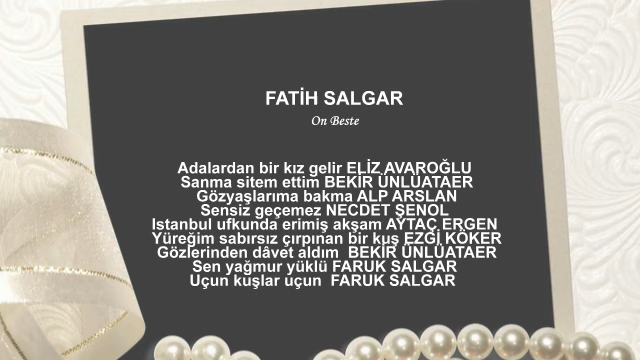 FATİH SALGAR
On Beste
Adalardan bir kız gelir ELİZ AVAROĞLU
Sanma sitem ettim BEKİR ÜNLÜATAER
Gözyaşlarıma bakma ALP ARSLAN
Sensiz geçemez NECDET ŞENOL
Istanbul ufkunda erimiş akşam AYTAÇ ERGEN
Yüreğim sabırsız çırpınan bir kuş EZGİ KÖKER
Gözlerinden dâvet aldım BEKİR ÜNLÜATAER
Sen yağmur yüklü FARUK SALGAR
Uçun kuşlar uçun FARUK SALGAR